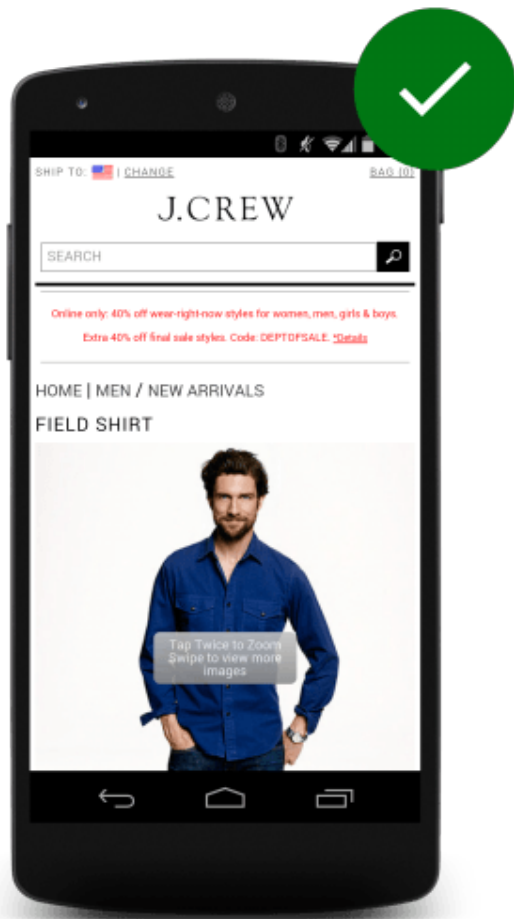 SHIP TO: | CHANGE BAG (0)
J.CREW
SEARCH
Online only: 40% off wear-right-now styles for women, men, girls & boys.
Extra 40% off final sale styles. Code: DEPTOFSALE. *Details
HOME | MEN / NEW ARRIVALS
FIELD SHIRT
Tap Twice to Zoom
Swipe to view more
images